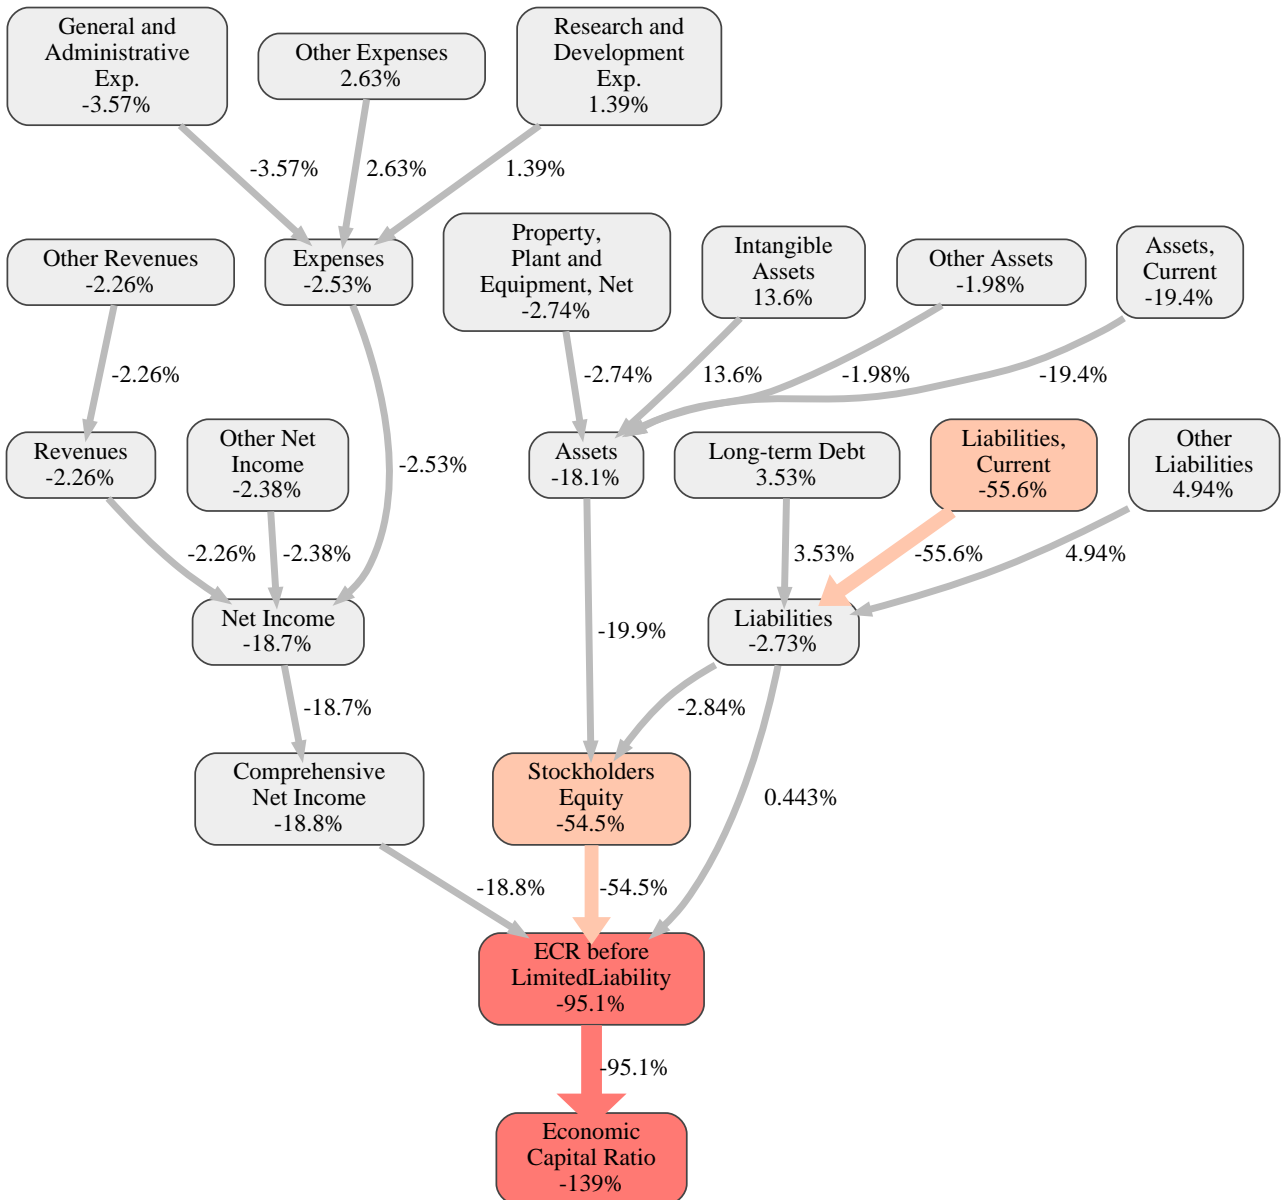 General and
Administrative
Exp.
-3.57%
Other Expenses
2.63%
Research and
Development
Exp.
1.39%
-3.57%
2.63%
1.39%
Other Revenues
-2.26%
Expenses
-2.53%
Property,
Plant and
Equipment, Net
-2.74%
Intangible
Assets
13.6%
Other Assets
-1.98%
Assets,
Current
-19.4%
-2.26%
-2.74%
13.6%
-1.98%
-19.4%
Revenues
-2.26%
Other Net
Income
-2.38%
-2.53%
Assets
-18.1%
Long-term Debt
3.53%
Liabilities,
Current
-55.6%
Other
Liabilities
4.94%
-2.26%
-2.38%
3.53%
-55.6%
4.94%
Net Income
-18.7%
-19.9%
Liabilities
-2.73%
-18.7%
-2.84%
Comprehensive
Net Income
-18.8%
Stockholders
Equity
-54.5%
0.443%
-18.8%
-54.5%
ECR before
LimitedLiability
-95.1%
-95.1%
Economic
Capital Ratio
-139%